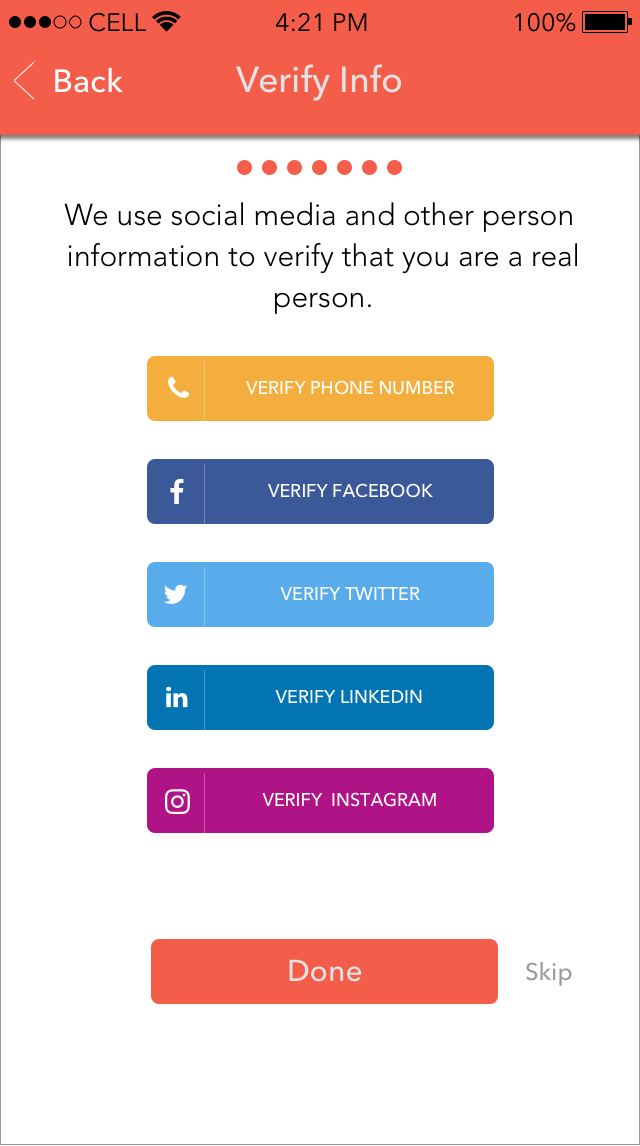 CELL 4:21 PM 100%
Back Verify Info
We use social media and other person
information to verify that you are a real
person.
VERIFY PHONE NUMBER
VERIFY FACEBOOK
VERIFY TWITTER
VERIFY LINKEDIN
VERIFY INSTAGRAM
Done Skip